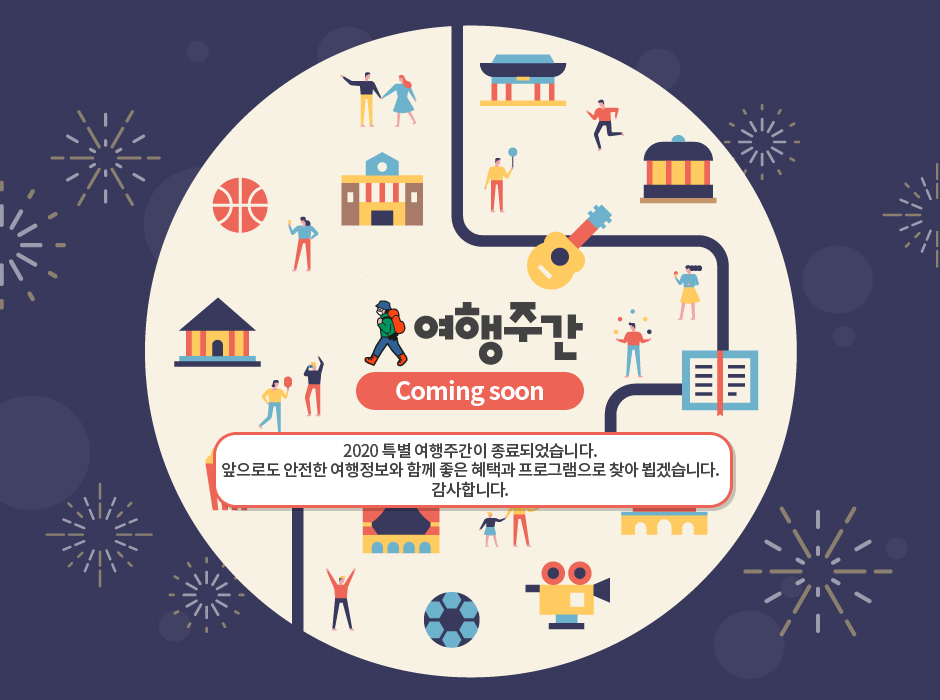 여행주간
Coming soon
2020 특별 여행주간이 종료되었습니다.
앞으로도 안전한 여행정보와 함께 좋은 혜택과 프로그램으로 찾아 뵙겠습니다.
감사합니다.